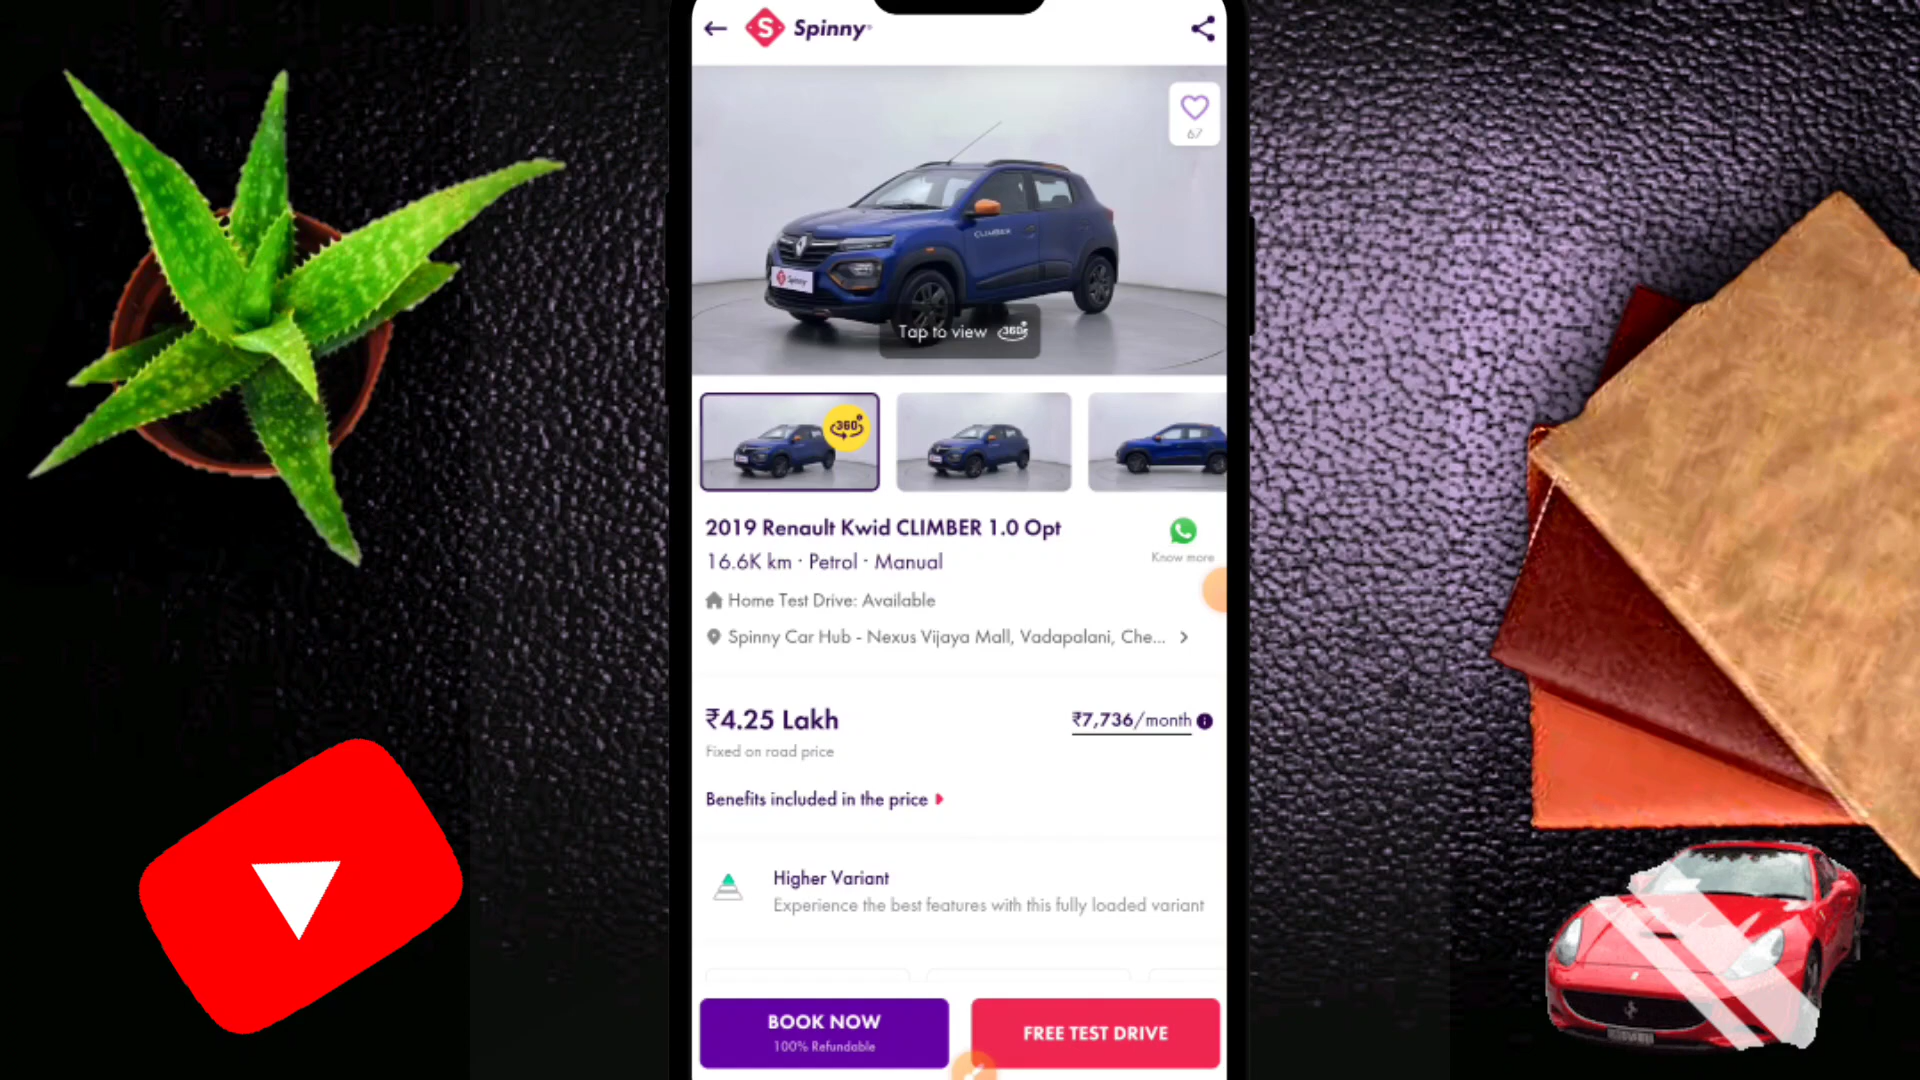 Spinny
67
CLIMBER
Spinny
Tap to view 360°
360°
2019 Renault Kwid CLIMBER 1.0 Opt
16.6K km · Petrol · Manual
Know more
Home Test Drive: Available
Spinny Car Hub - Nexus Vijaya Mall, Vadapalani, Che...
₹4.25 Lakh
₹7,736/month
Fixed on road price
Benefits included in the price
Higher Variant
Experience the best features with this fully loaded variant
BOOK NOW
100% Refundable
FREE TEST DRIVE